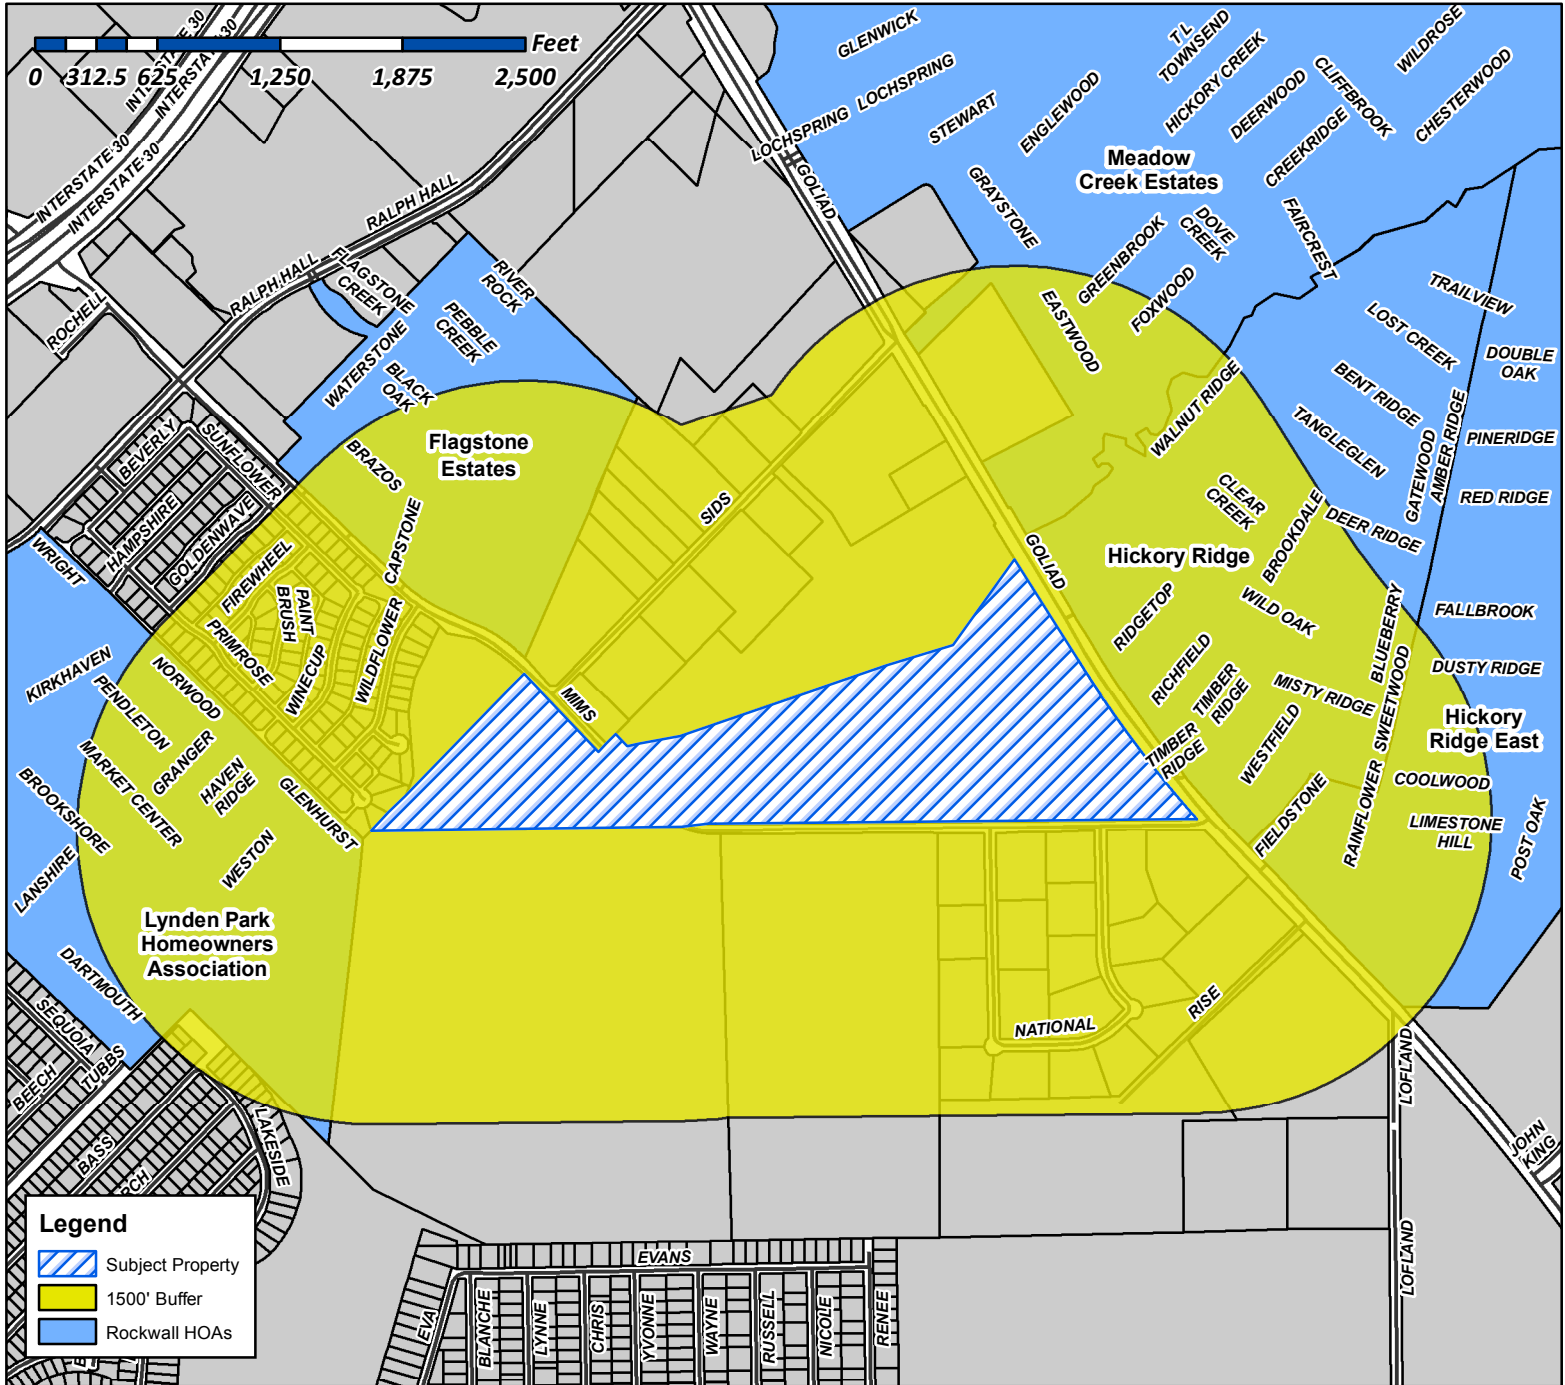 Feet
0 312.5 625 1,250 1,875 2,500
INTERSTATE 30
INTERSTATE 30
INTERSTATE 30
INTERSTATE 30
GLENWICK
T L
TOWNSEND
WILDROSE
LOCHSPRING
LOCHSPRING
STEWART
ENGLEWOOD
HICKORY CREEK
DEERWOOD
CLIFFBROOK
CHESTERWOOD
CREEKRIDGE
Meadow
Creek Estates
GOLIAD
GRAYSTONE
RALPH HALL
RALPH HALL
FLAGSTONE
CREEK
RIVER
ROCK
GREENBROOK
DOVE
CREEK
FAIRCREST
FOXWOOD
EASTWOOD
TRAILVIEW
LOST CREEK
DOUBLE
OAK
ROCHELL
WATERSTONE
PEBBLE
CREEK
BLACK
OAK
BENT RIDGE
WALNUT RIDGE
TANGLEGLEN
GATEWOOD
AMBER RIDGE
PINERIDGE
BEVERLY
SUNFLOWER
Flagstone
Estates
BRAZOS
HAMPSHIRE
GOLDENWAVE
CAPSTONE
SIDS
CLEAR
CREEK
BROOKDALE
DEER RIDGE
RED RIDGE
WRIGHT
FIREWHEEL
PAINT
BRUSH
GOLIAD
Hickory Ridge
RIDGETOP
WILD OAK
BLUEBERRY
FALLBROOK
PRIMROSE
WINECUP
WILDFLOWER
KIRKHAVEN
NORWOOD
PENDLETON
MIMS
RICHFIELD
TIMBER
RIDGE
MISTY RIDGE
SWEETWOOD
DUSTY RIDGE
Hickory
Ridge East
MARKET CENTER
GRANGER
HAVEN
RIDGE
GLENHURST
TIMBER
RIDGE
WESTFIELD
COOLWOOD
BROOKSHORE
WESTON
FIELDSTONE
RAINFLOWER
LIMESTONE
HILL
POST OAK
LANSHIRE
Lynden Park
Homeowners
Association
DARTMOUTH
SEQUOIA
TUBBS
BEECH
NATIONAL
RISE
LOFLAND
BASS
LAKESIDE
RCH
JOHN
KING
LOFLAND
Legend
Subject Property
1500' Buffer
Rockwall HOAs
EVANS
EVA
BLANCHE
LYNNE
CHRIS
YVONNE
WAYNE
RUSSELL
NICOLE
RENEE